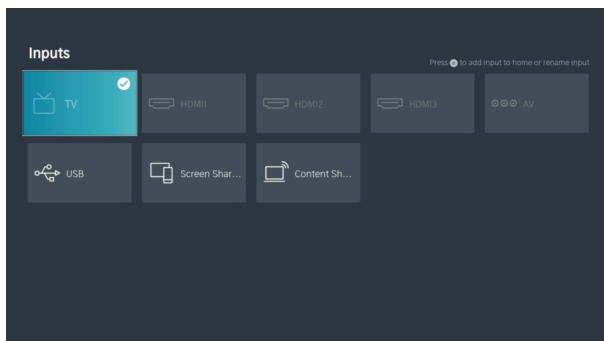 Inputs
Press to add input to home or rename input
TV
HDMI1
HDMI2
HDMI3
AV
USB
Screen Shar...
Content Sh...